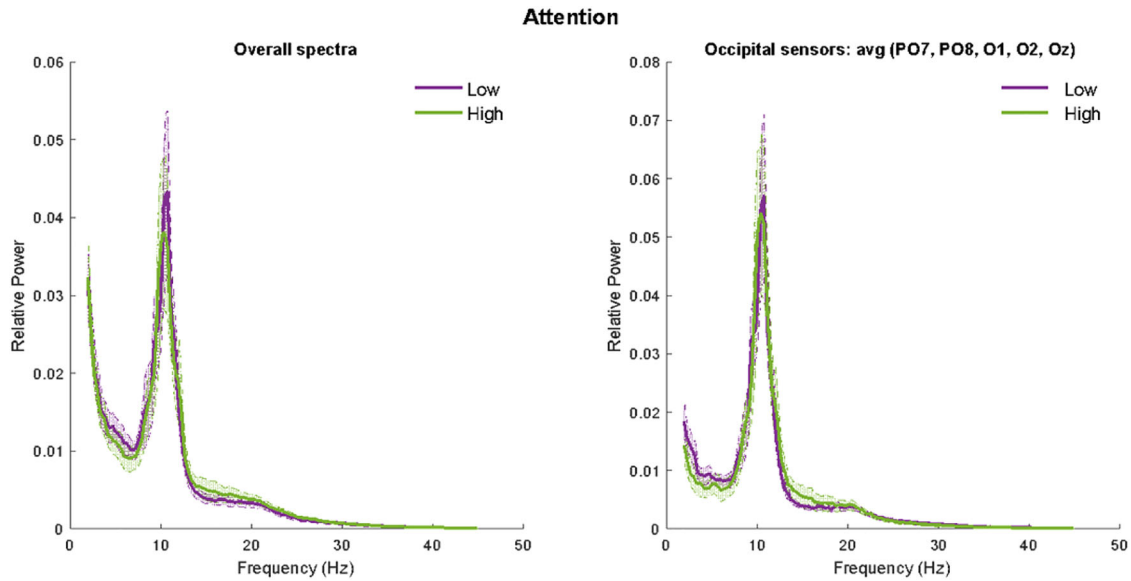 Attention
Overall spectra
0.06
0.05
0.04
0.03
0.02
0.01
0
Relative Power
Low
High
0 10 20 30 40 50
Frequency (Hz)
Occipital sensors: avg (PO7, PO8, O1, O2, Oz)
0.08
0.07
0.06
0.05
0.04
0.03
0.02
0.01
0
Relative Power
Low
High
0 10 20 30 40 50
Frequency (Hz)